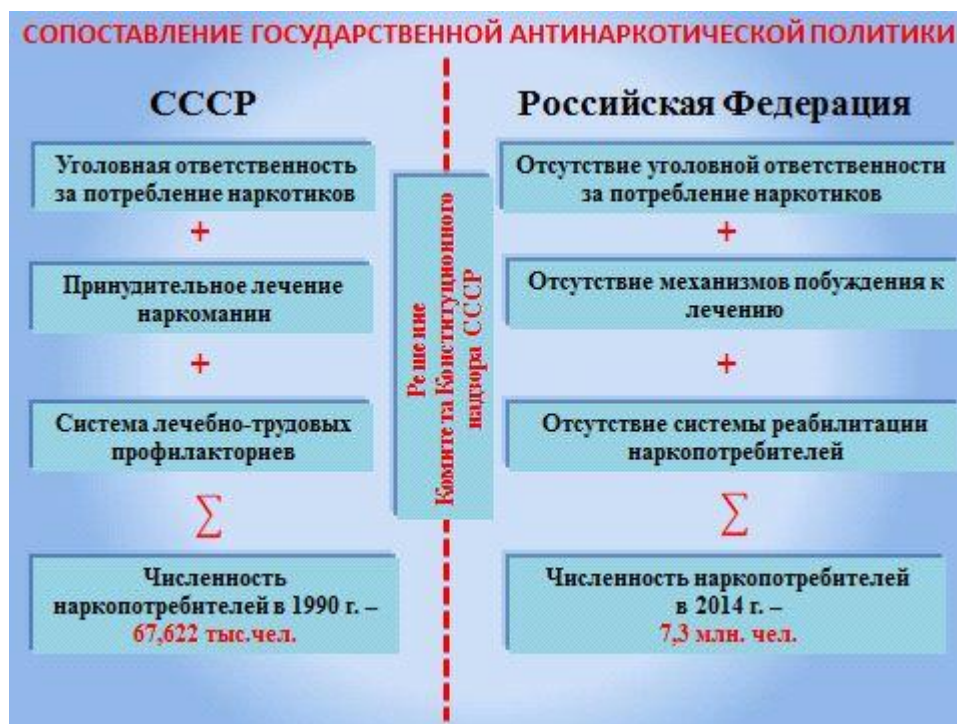 СОПОСТАВЛЕНИЕ ГОСУДАРСТВЕННОЙ АНТИНАРКОТИЧЕСКОЙ ПОЛИТИКИ
СССР
Уголовная ответственность
за потребление наркотиков
+
Принудительное лечение
наркомании
+
Система лечебно-трудовых
профилакториев
∑
Численность
наркопотребителей в 1990 г. –
67,622 тыс.чел.
Решение
Комитета Конституционного
надзора СССР
Российская Федерация
Отсутствие уголовной ответственности
за потребление наркотиков
+
Отсутствие механизмов побуждения к
лечению
+
Отсутствие системы реабилитации
наркопотребителей
∑
Численность наркопотребителей
в 2014 г. –
7,3 млн. чел.